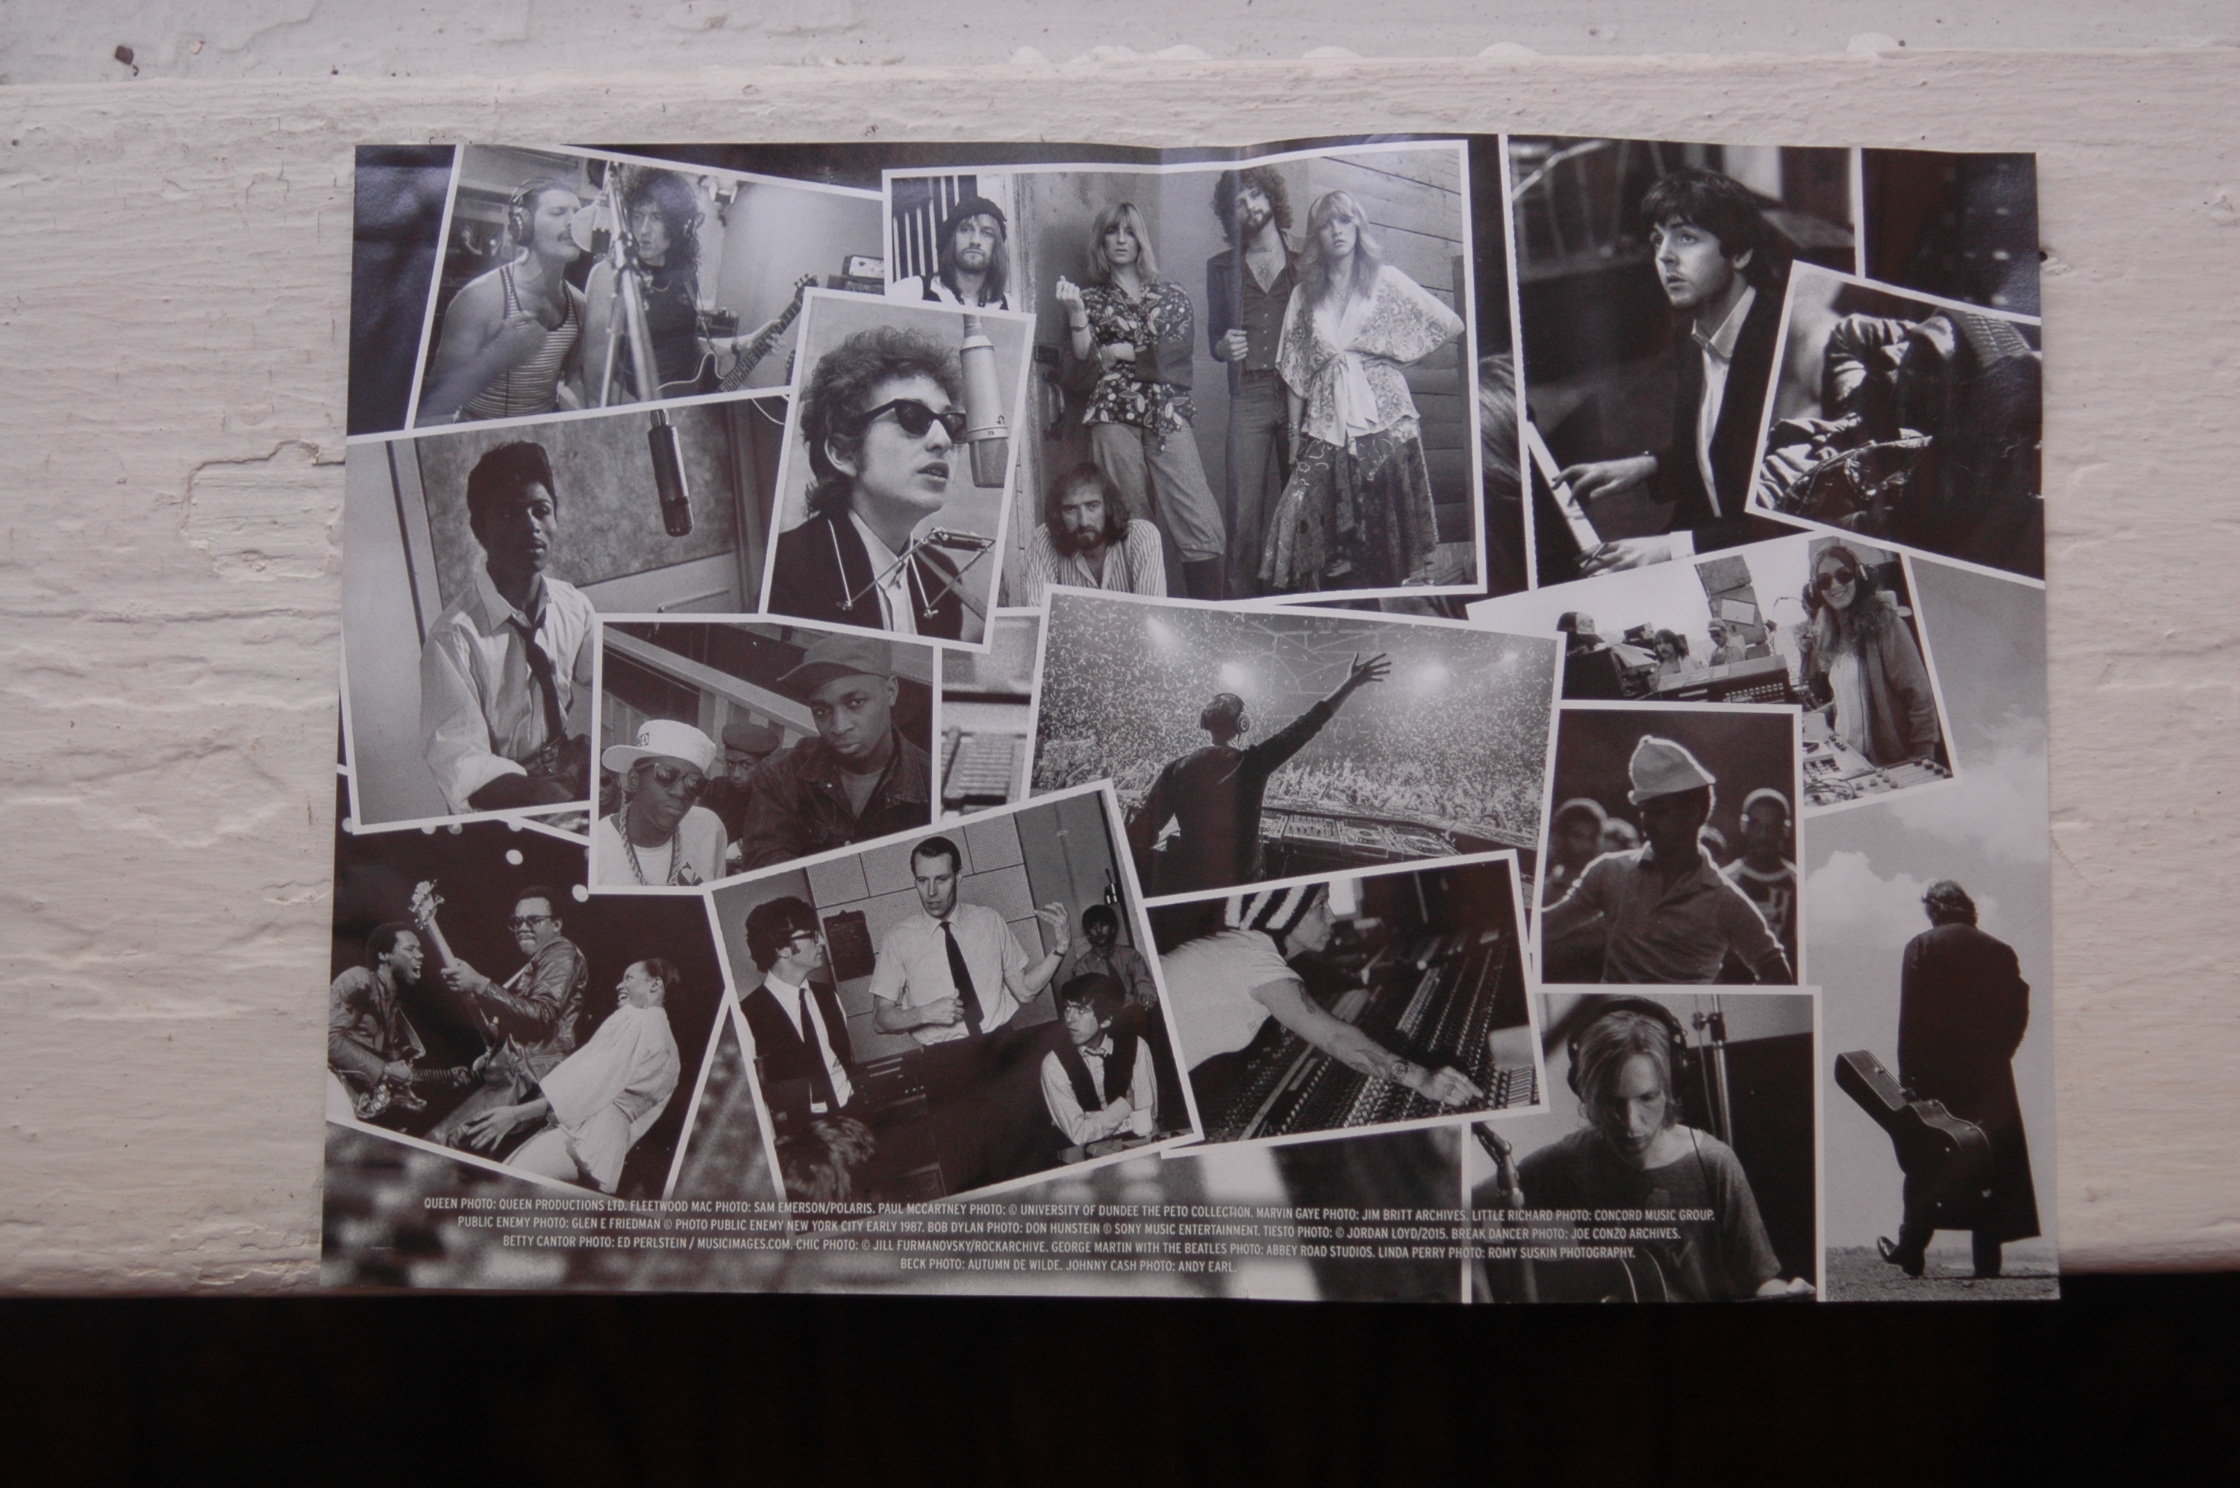 QUEEN PHOTO: QUEEN PRODUCTIONS LTD. FLEETWOOD MAC PHOTO: SAM EMERSON/POLARIS. PAUL MCCARTNEY PHOTO: © UNIVERSITY OF DUNDEE THE PETO COLLECTION. MARVIN GAYE PHOTO: JIM BRITT ARCHIVES. LITTLE RICHARD PHOTO: CONCORD MUSIC GROUP.
PUBLIC ENEMY PHOTO: GLEN E FRIEDMAN © PHOTO PUBLIC ENEMY NEW YORK CITY EARLY 1987. BOB DYLAN PHOTO: DON HUNSTEIN © SONY MUSIC ENTERTAINMENT. TIESTO PHOTO: © JORDAN LOYD/2015. BREAK DANCER PHOTO: JOE CONZO ARCHIVES.
BETTY CANTOR PHOTO: ED PERLSTEIN / MUSICIMAGES.COM. CHIC PHOTO: © JILL FURMANOVSKY/ROCKARCHIVE. GEORGE MARTIN WITH THE BEATLES PHOTO: ABBEY ROAD STUDIOS. LINDA PERRY PHOTO: ROMY SUSKIN PHOTOGRAPHY.
BECK PHOTO: AUTUMN DE WILDE. JOHNNY CASH PHOTO: ANDY EARL.